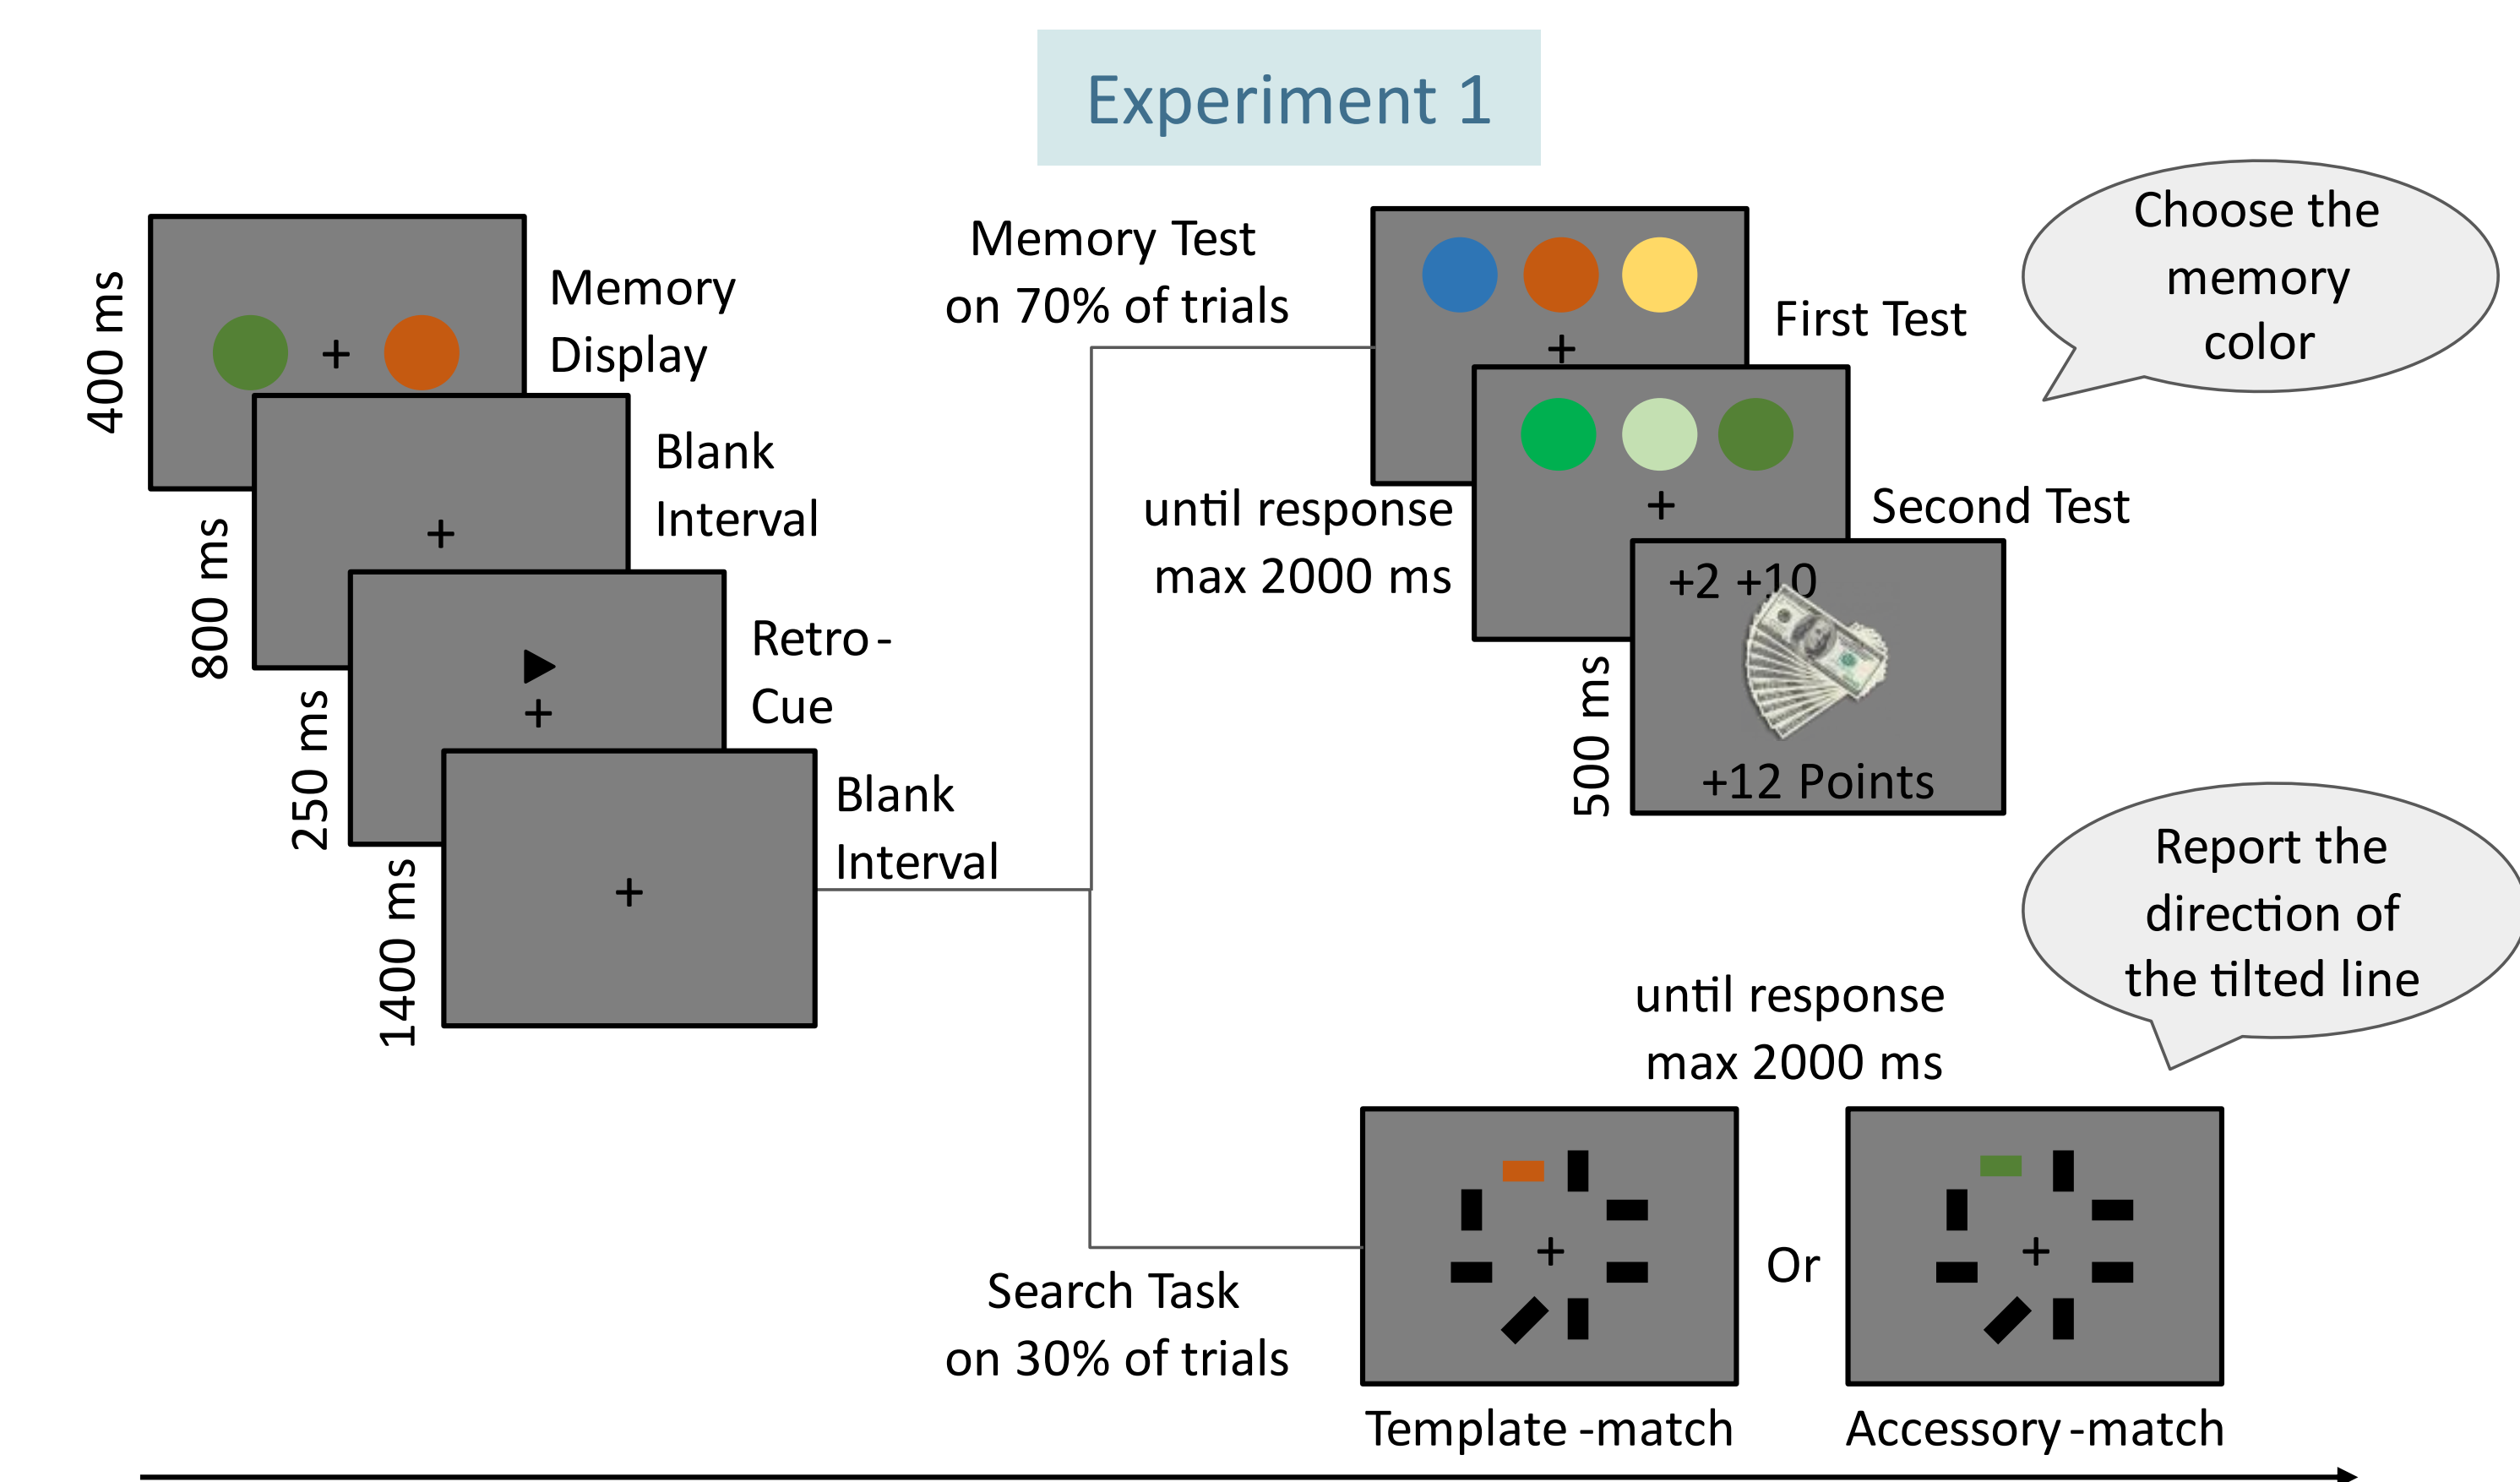 Experiment 1
400 ms
+
Memory
Display
800 ms
+
Blank
Interval
250 ms
+
Retro-
Cue
1400 ms
+
Blank
Interval
Memory Test
on 70% of trials
+
First Test
Choose the
memory
color
until response
max 2000 ms
+
Second Test
500 ms
+2 +10
+12 Points
Report the
direction of
the tilted line
until response
max 2000 ms
Search Task
on 30% of trials
+
Or
+
Template-match
Accessory-match